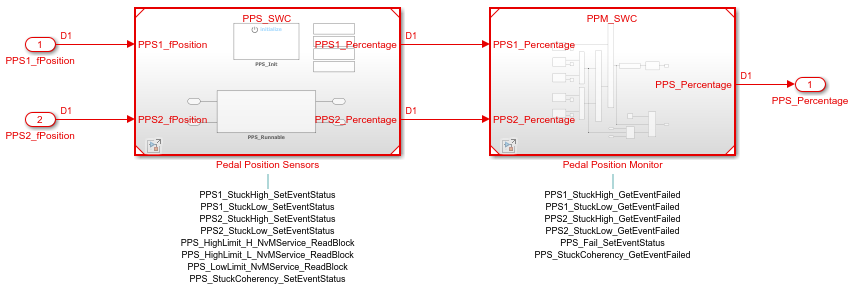 PPS_SWC
PPM_SWC
D1
1
PPS1_fPosition
PPS1_fPosition
Initialize
PPS_Init
PPS1_Percentage
D1
PPS1_Percentage
PPS_Percentage
D1
1
PPS_Percentage
D1
2
PPS2_fPosition
PPS2_fPosition
PPS_Runnable
PPS2_Percentage
D1
PPS2_Percentage
Pedal Position Sensors
Pedal Position Monitor
PPS1_StuckHigh_SetEventStatus
PPS1_StuckLow_SetEventStatus
PPS2_StuckHigh_SetEventStatus
PPS2_StuckLow_SetEventStatus
PPS_HighLimit_H_NvMService_ReadBlock
PPS_HighLimit_L_NvMService_ReadBlock
PPS_LowLimit_NvMService_ReadBlock
PPS_StuckCoherency_SetEventStatus
PPS1_StuckHigh_GetEventFailed
PPS1_StuckLow_GetEventFailed
PPS2_StuckHigh_GetEventFailed
PPS2_StuckLow_GetEventFailed
PPS_Fail_SetEventStatus
PPS_StuckCoherency_GetEventFailed